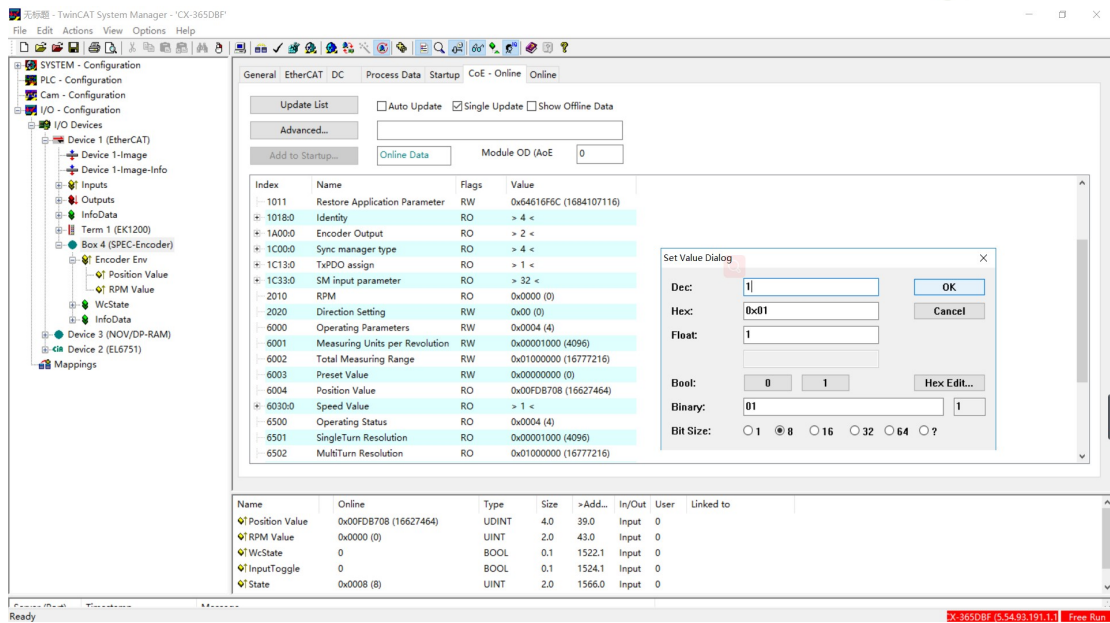 无标题 - TwinCAT System Manager - 'CX-365DBF'
File Edit Actions View Options Help
SYSTEM - Configuration
PLC - Configuration
Cam - Configuration
I/O - Configuration
I/O Devices
Device 1 (EtherCAT)
Device 1-Image
Device 1-Image-Info
Inputs
Outputs
InfoData
Term 1 (EK1200)
Box 4 (SPEC-Encoder)
Encoder Env
Position Value
RPM Value
WcState
InfoData
Device 3 (NOV/DP-RAM)
Device 2 (EL6751)
Mappings
General EtherCAT DC Process Data Startup CoE - Online Online
Update List Auto Update Single Update Show Offline Data
Advanced...
Add to Startup... Online Data Module OD (AoE 0
Index Name Flags Value
1011 Restore Application Parameter RW 0x64616F6C (1684107116)
1018:0 Identity RO > 4 <
1A00:0 Encoder Output RO > 2 <
1C00:0 Sync manager type RO > 4 <
1C13:0 TxPDO assign RO > 1 <
1C33:0 SM input parameter RO > 32 <
2010 RPM RO 0x0000 (0)
2020 Direction Setting RW 0x00 (0)
6000 Operating Parameters RW 0x0004 (4)
6001 Measuring Units per Revolution RW 0x00001000 (4096)
6002 Total Measuring Range RW 0x01000000 (16777216)
6003 Preset Value RW 0x00000000 (0)
6004 Position Value RO 0x00FDB708 (16627464)
6030:0 Speed Value RO > 1 <
6500 Operating Status RO 0x0004 (4)
6501 SingleTurn Resolution RO 0x00001000 (4096)
6502 MultiTurn Resolution RO 0x01000000 (16777216)
Set Value Dialog
Dec: 1 OK
Hex: 0x01 Cancel
Float: 1
Bool: 0 1 Hex Edit...
Binary: 01 1
Bit Size: 1 8 16 32 64 ?
Name Online Type Size >Add... In/Out User Linked to
Position Value 0x00FDB708 (16627464) UDINT 4.0 39.0 Input 0
RPM Value 0x0000 (0) UINT 2.0 43.0 Input 0
WcState 0 BOOL 0.1 1522.1 Input 0
InputToggle 0 BOOL 0.1 1524.1 Input 0
State 0x0008 (8) UINT 2.0 1566.0 Input 0
Server (Port) Timestamp Message
Ready CX-365DBF (5.54.93.191.1.1 Free Run